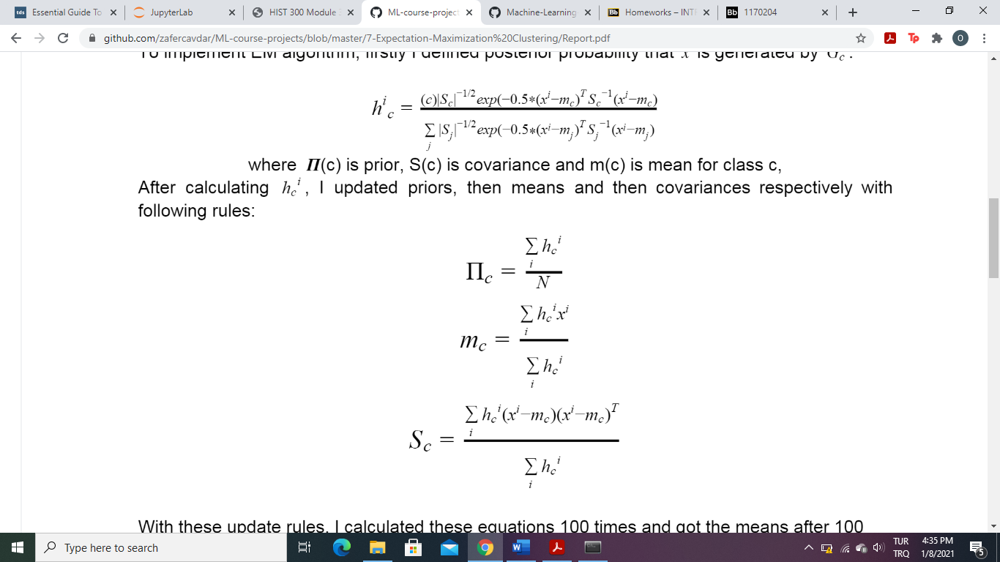 Essential Guide To
JupyterLab
HIST 300 Module
ML-course-project
Machine-Learning
Homeworks – INTE
1170204
github.com/zafercavdar/ML-course-projects/blob/master/7-Expectation-Maximization%20Clustering/Report.pdf
To implement EM algorithm, firstly I defined posterior probability that x is generated by G_c .
h^i_c = \frac{(c)|S_c|^{-1/2}exp(-0.5*(x^i-m_c)^T S_c^{-1}(x^i-m_c)}{\sum_j |S_j|^{-1/2}exp(-0.5*(x^i-m_j)^T S_j^{-1}(x^i-m_j)}
where Π(c) is prior, S(c) is covariance and m(c) is mean for class c,
After calculating h_c^i , I updated priors, then means and then covariances respectively with
following rules:
Π_c = \frac{\sum_i h_c^i}{N}
m_c = \frac{\sum_i h_c^i x^i}{\sum_i h_c^i}
S_c = \frac{\sum_i h_c^i(x^i-m_c)(x^i-m_c)^T}{\sum_i h_c^i}
With these update rules, I calculated these equations 100 times and got the means after 100
Type here to search
TUR 4:35 PM
TRQ 1/8/2021
5